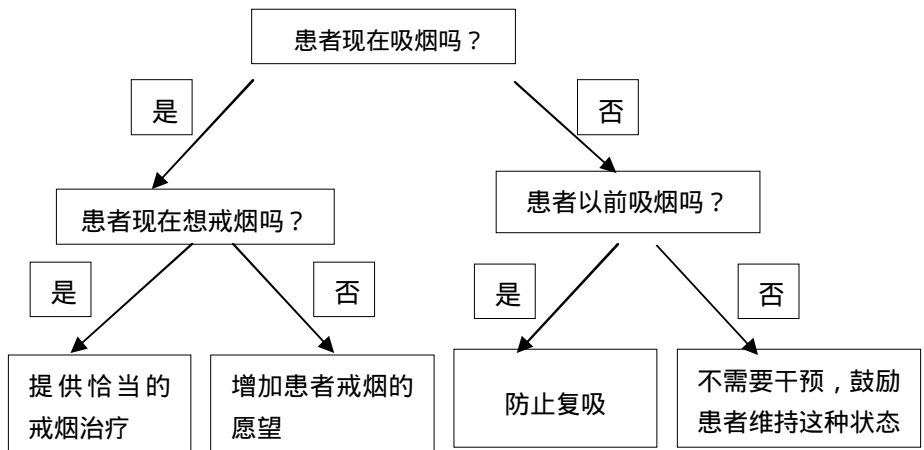 患者现在吸烟吗？
是
否
患者现在想戒烟吗？
患者以前吸烟吗？
是
否
是
否
提供恰当的
戒烟治疗
增加患者戒烟的
愿望
防止复吸
不需要干预，鼓励
患者维持这种状态